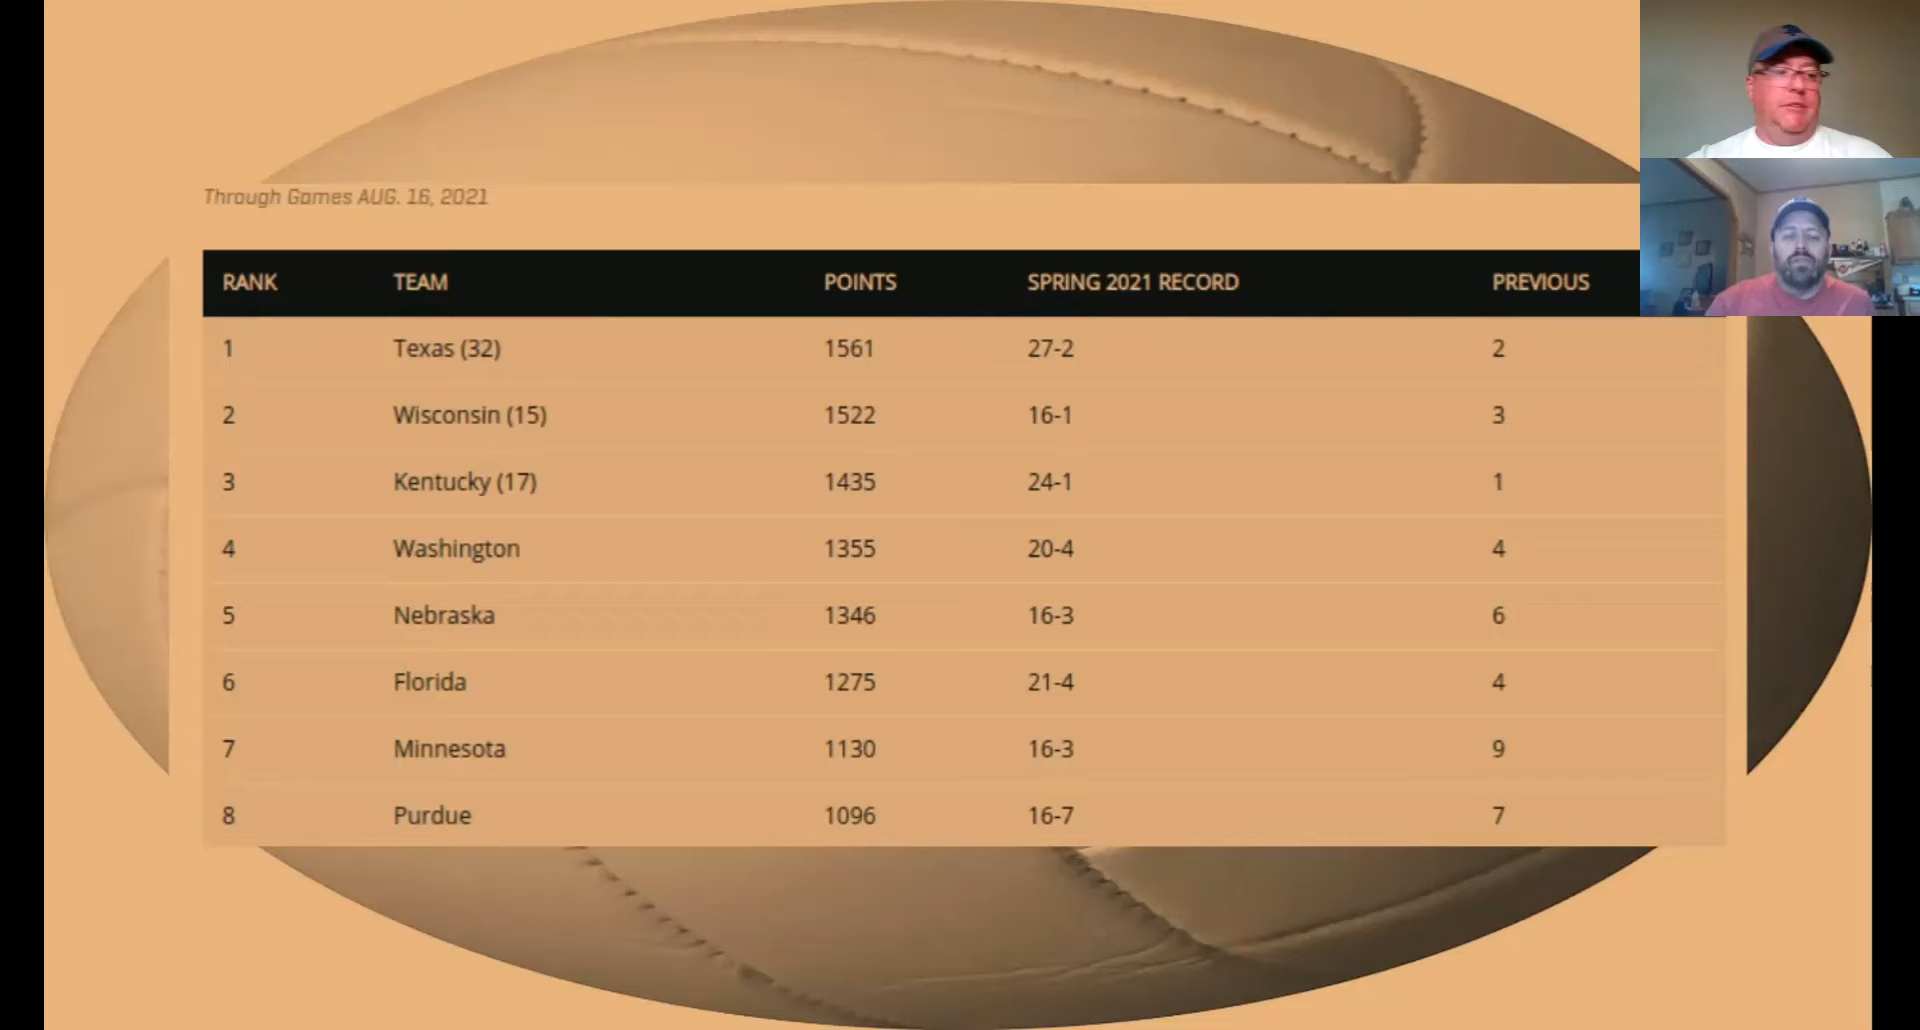 Through Games AUG. 16, 2021
RANK TEAM POINTS SPRING 2021 RECORD PREVIOUS
1 Texas (32) 1561 27-2 2
2 Wisconsin (15) 1522 16-1 3
3 Kentucky (17) 1435 24-1 1
4 Washington 1355 20-4 4
5 Nebraska 1346 16-3 6
6 Florida 1275 21-4 4
7 Minnesota 1130 16-3 9
8 Purdue 1096 16-7 7